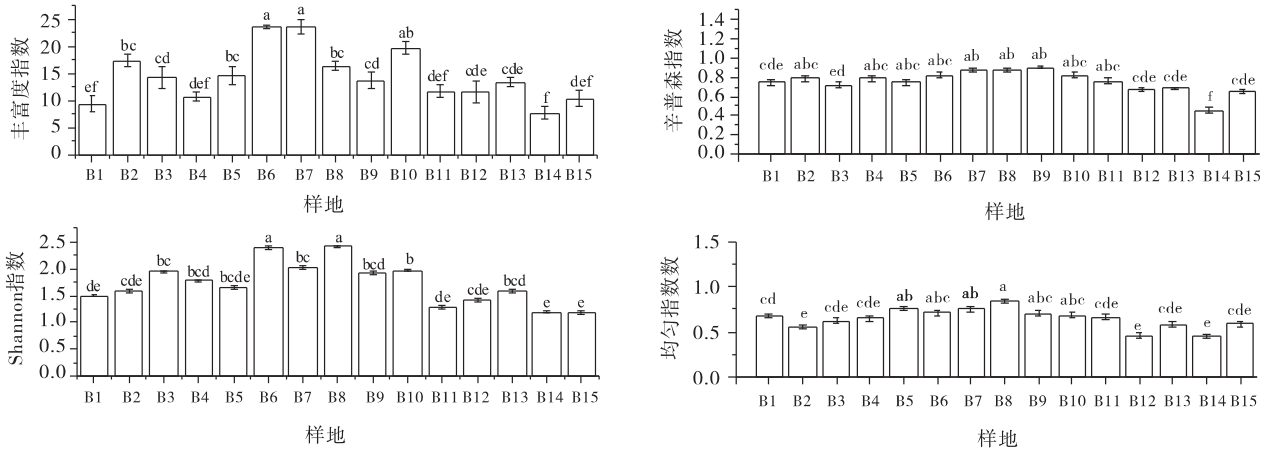 丰富度指数
25
20
15
10
5
0
ef bc cd def bc a a bc cd ab def cde cde f def
B1 B2 B3 B4 B5 B6 B7 B8 B9 B10 B11 B12 B13 B14 B15
样地
辛普森指数
1.4
1.2
1.0
0.8
0.6
0.4
0.2
0.0
cde abc ed abc abc abc ab ab ab abc abc cde cde f cde
B1 B2 B3 B4 B5 B6 B7 B8 B9 B10 B11 B12 B13 B14 B15
样地
Shannon指数
2.5
2.0
1.5
1.0
0.5
0.0
de cde bc bcd bcde a bc a bcd b de cde bcd e e
B1 B2 B3 B4 B5 B6 B7 B8 B9 B10 B11 B12 B13 B14 B15
样地
均匀指数数
1.5
1.0
0.5
0.0
cd e cde cde ab abc ab a abc abc cde e cde e cde
B1 B2 B3 B4 B5 B6 B7 B8 B9 B10 B11 B12 B13 B14 B15
样地